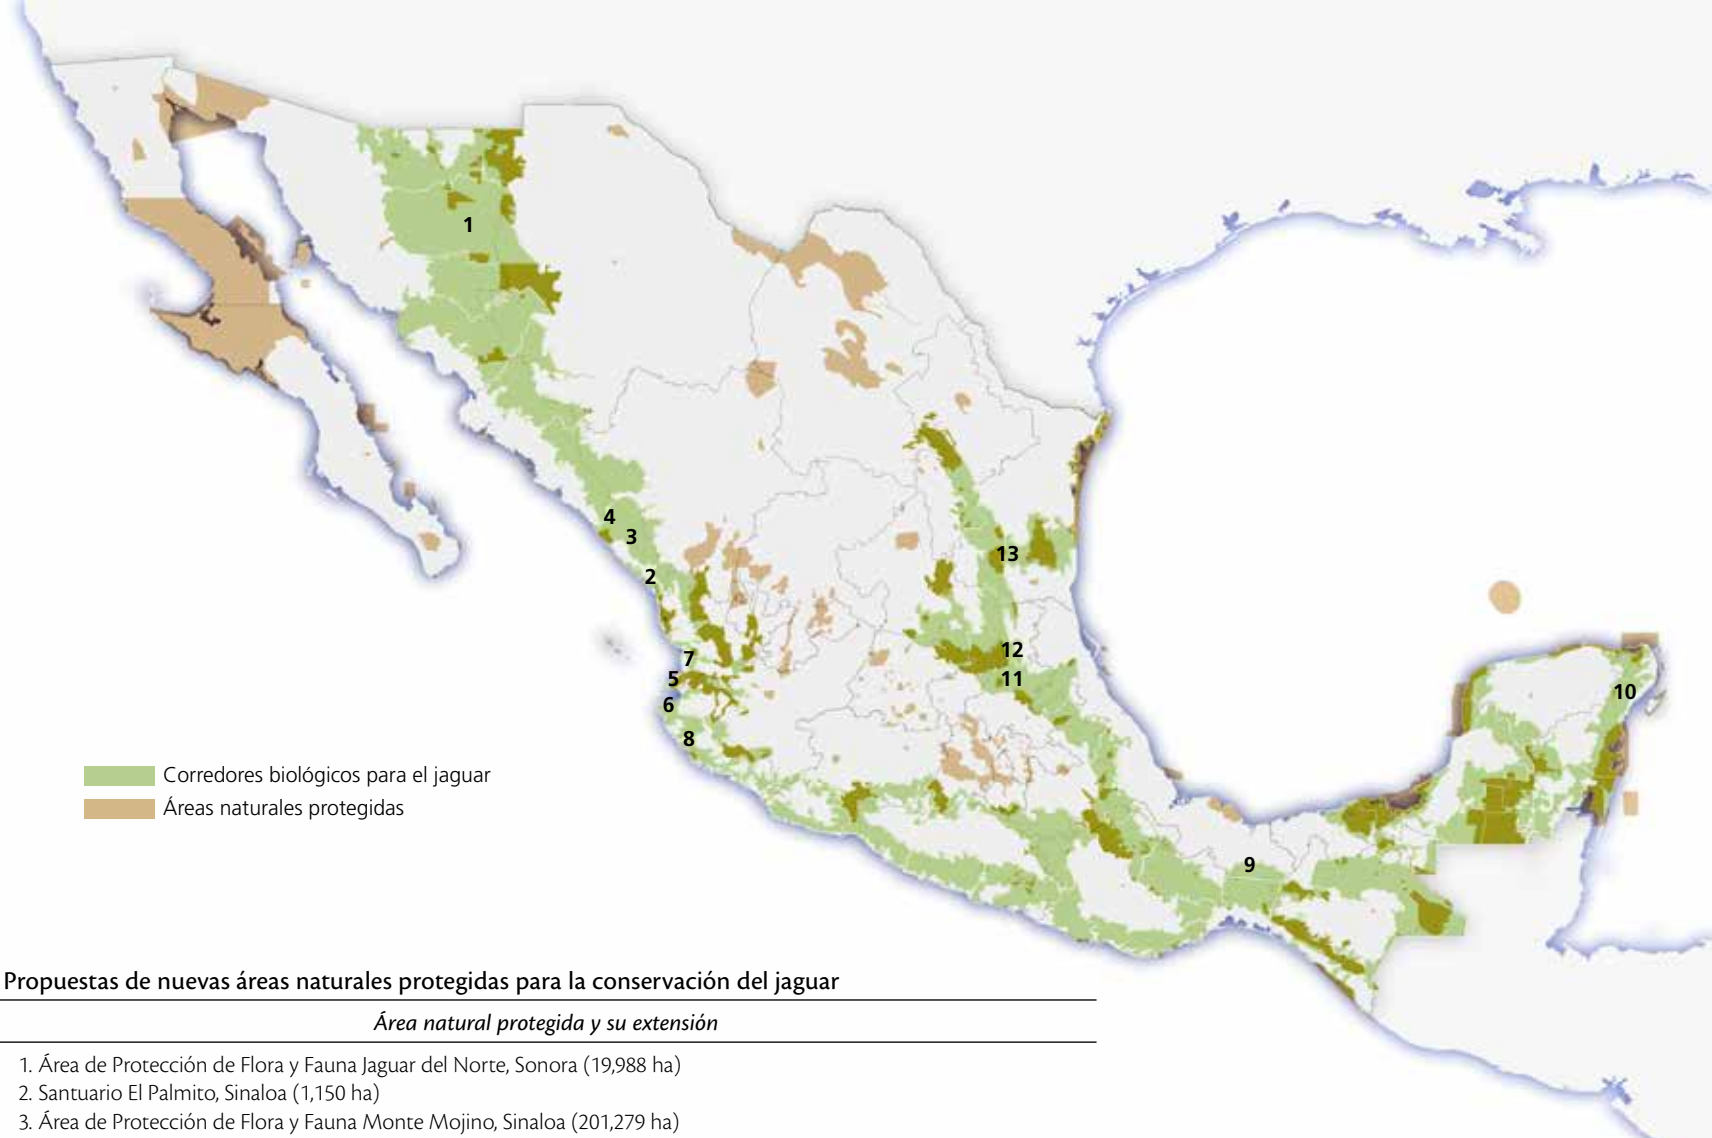 1
4
3
13
2
12
7
5
11
10
6
8
Corredores biológicos para el jaguar
Áreas naturales protegidas
9
Propuestas de nuevas áreas naturales protegidas para la conservación del jaguar
Área natural protegida y su extensión
1. Área de Protección de Flora y Fauna Jaguar del Norte, Sonora (19,988 ha)
2. Santuario El Palmito, Sinaloa (1,150 ha)
3. Área de Protección de Flora y Fauna Monte Mojino, Sinaloa (201,279 ha)